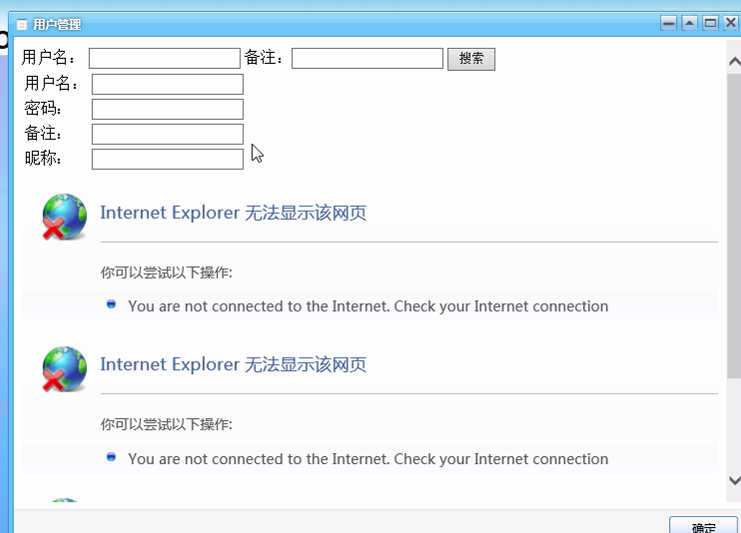 用户管理
用户名: 备注: 搜索
用户名:
密码:
备注:
昵称:
Internet Explorer 无法显示该网页
你可以尝试以下操作:
You are not connected to the Internet. Check your Internet connection
Internet Explorer 无法显示该网页
你可以尝试以下操作:
You are not connected to the Internet. Check your Internet connection
确定